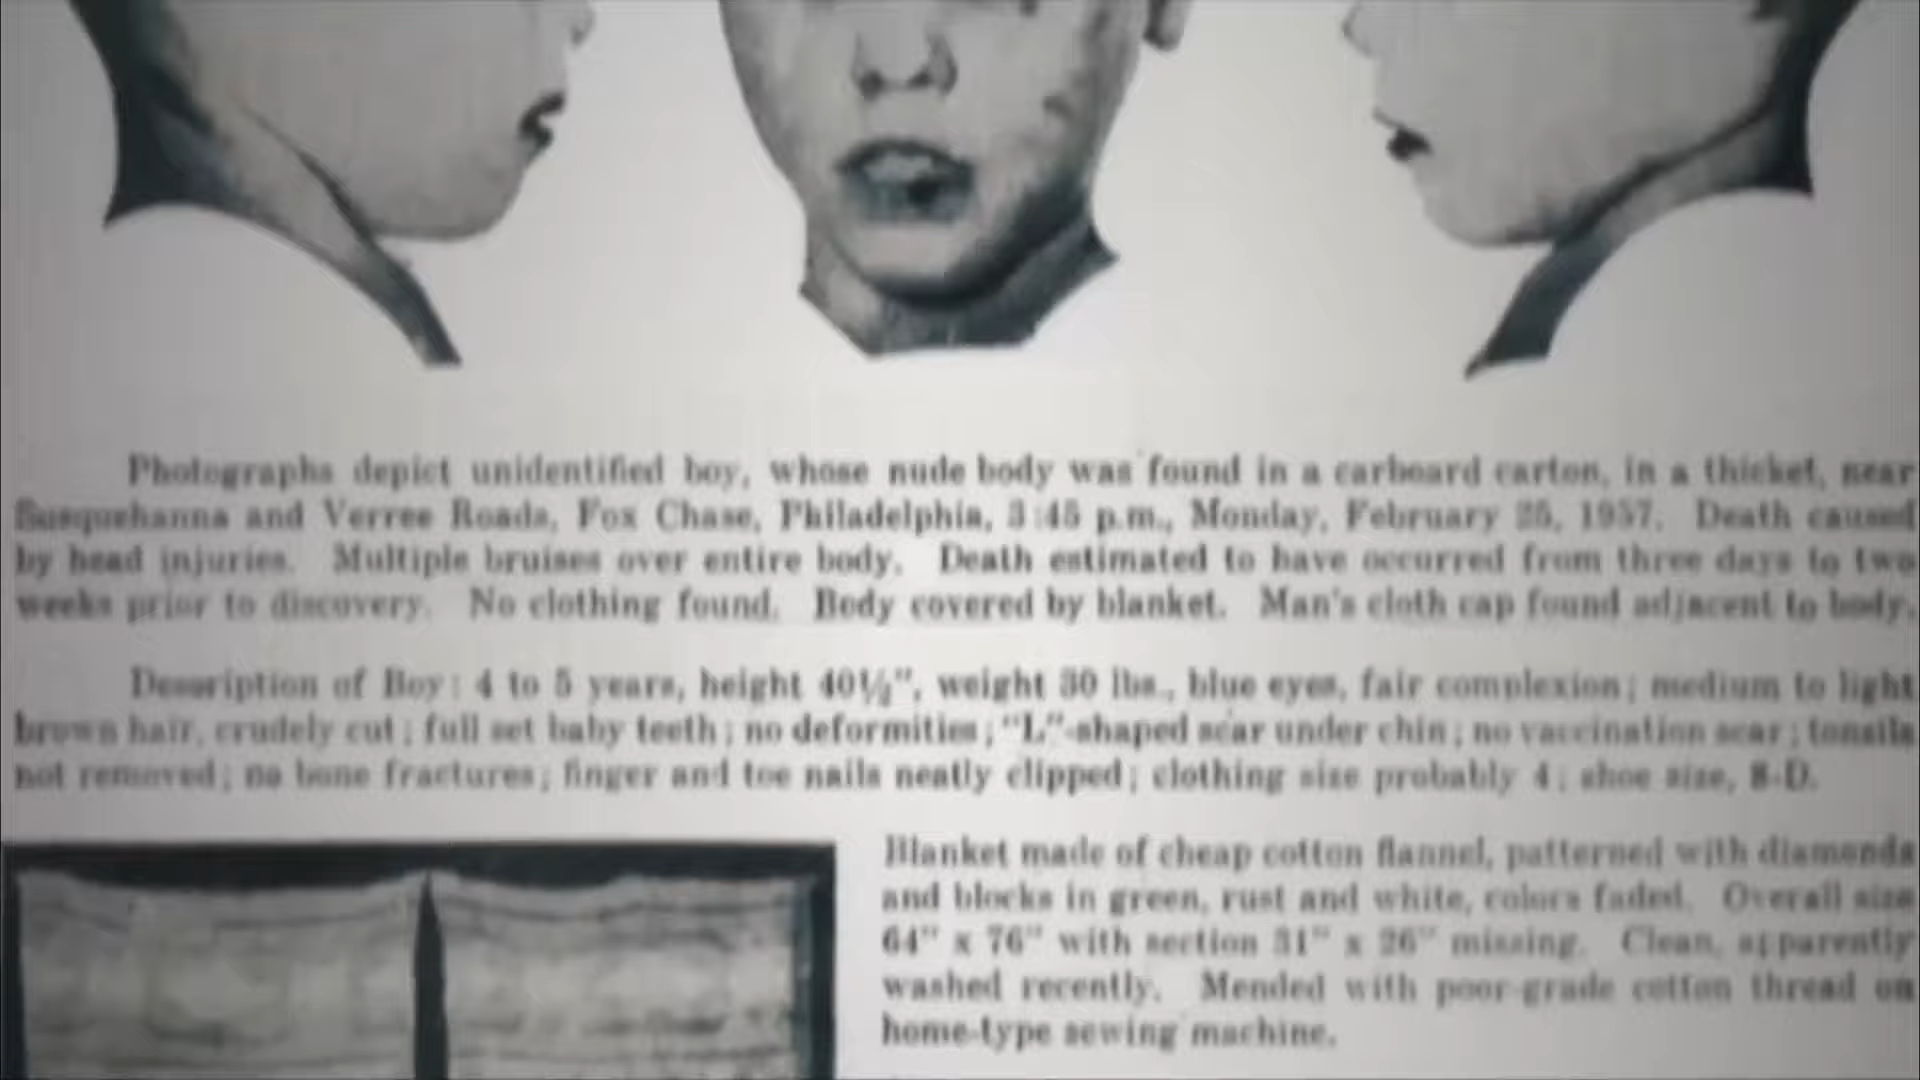 Photographs depict unidentified boy, whose nude body was found in a carboard carton, in a thicket, near
Susquehanna and Verree Roads, Fox Chase, Philadelphia, 3:45 p.m., Monday, February 25, 1957. Death caused
by head injuries. Multiple bruises over entire body. Death estimated to have occurred from three days to two
weeks prior to discovery. No clothing found. Body covered by blanket. Man's cloth cap found adjacent to body.
Description of Boy: 4 to 5 years, height 40½", weight 30 lbs., blue eyes, fair complexion; medium to light
brown hair, crudely cut; full set baby teeth; no deformities; "L"-shaped scar under chin; no vaccination scar; tonsils
not removed; no bone fractures; finger and toe nails neatly clipped; clothing size probably 4; shoe size, 8-D.
Blanket made of cheap cotton flannel, patterned with diamonds
and blocks in green, rust and white, colors faded. Overall size
64" x 76" with section 31" x 26" missing. Clean, apparently
washed recently. Mended with poor-grade cotton thread on
home-type sewing machine.